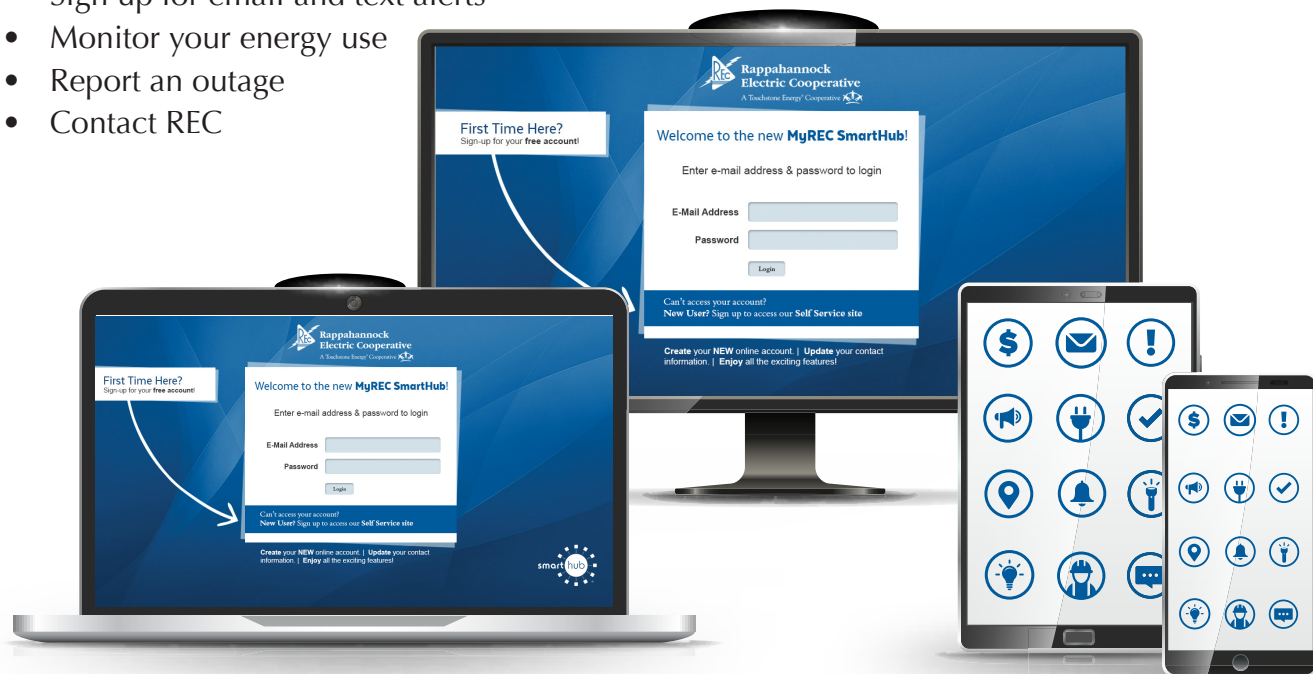 Sign up for email and text alerts
• Monitor your energy use
• Report an outage
• Contact REC
REC
Rappahannock
Electric Cooperative
A Touchstone Energy® Cooperative
First Time Here?
Sign-up for your free account!
Welcome to the new MyREC SmartHub!
Enter e-mail address & password to login
E-Mail Address
Password
Login
Can't access your account?
New User? Sign up to access our Self Service site
Create your NEW online account. | Update your contact
information. | Enjoy all the exciting features!
REC
Rappahannock
Electric Cooperative
A Touchstone Energy® Cooperative
First Time Here?
Sign-up for your free account!
Welcome to the new MyREC SmartHub!
Enter e-mail address & password to login
E-Mail Address
Password
Login
Can't access your account?
New User? Sign up to access our Self Service site
Create your NEW online account. | Update your contact
information. | Enjoy all the exciting features!
smart hub
$
!
$
!